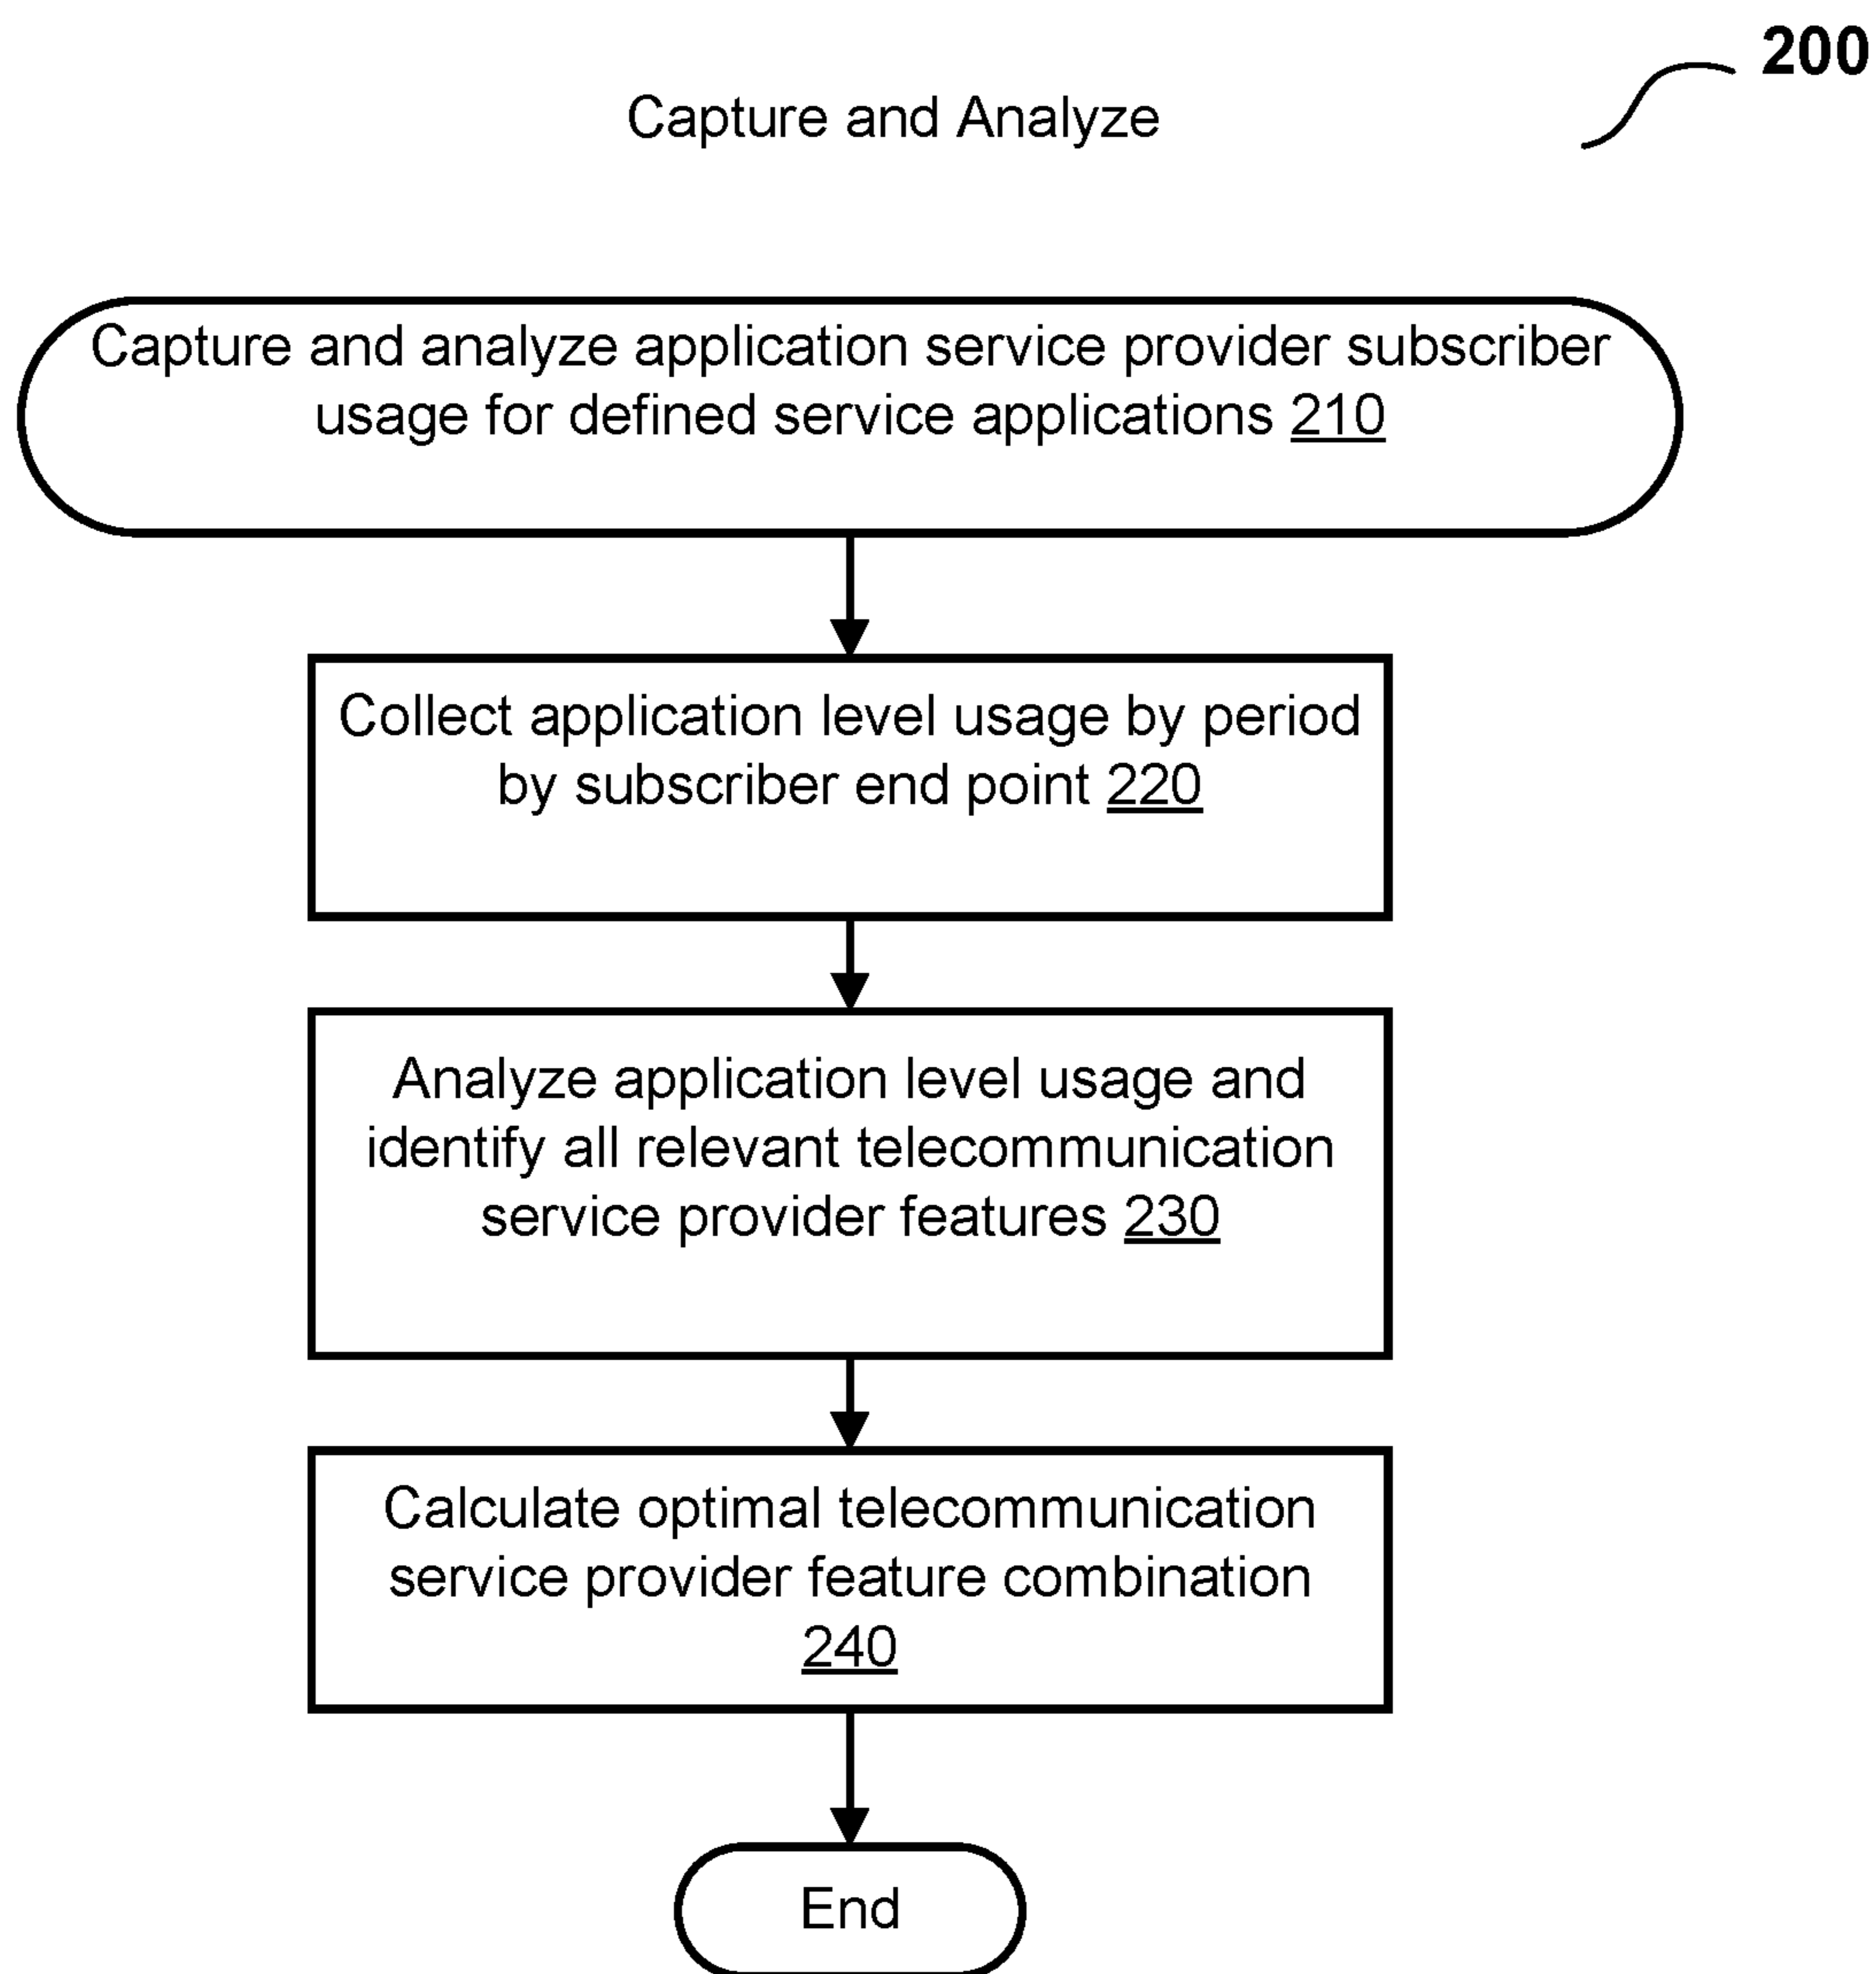 200
Capture and Analyze
Capture and analyze application service provider subscriber
usage for defined service applications 210
Collect application level usage by period
by subscriber end point 220
Analyze application level usage and
identify all relevant telecommunication
service provider features 230
Calculate optimal telecommunication
service provider feature combination
240
End